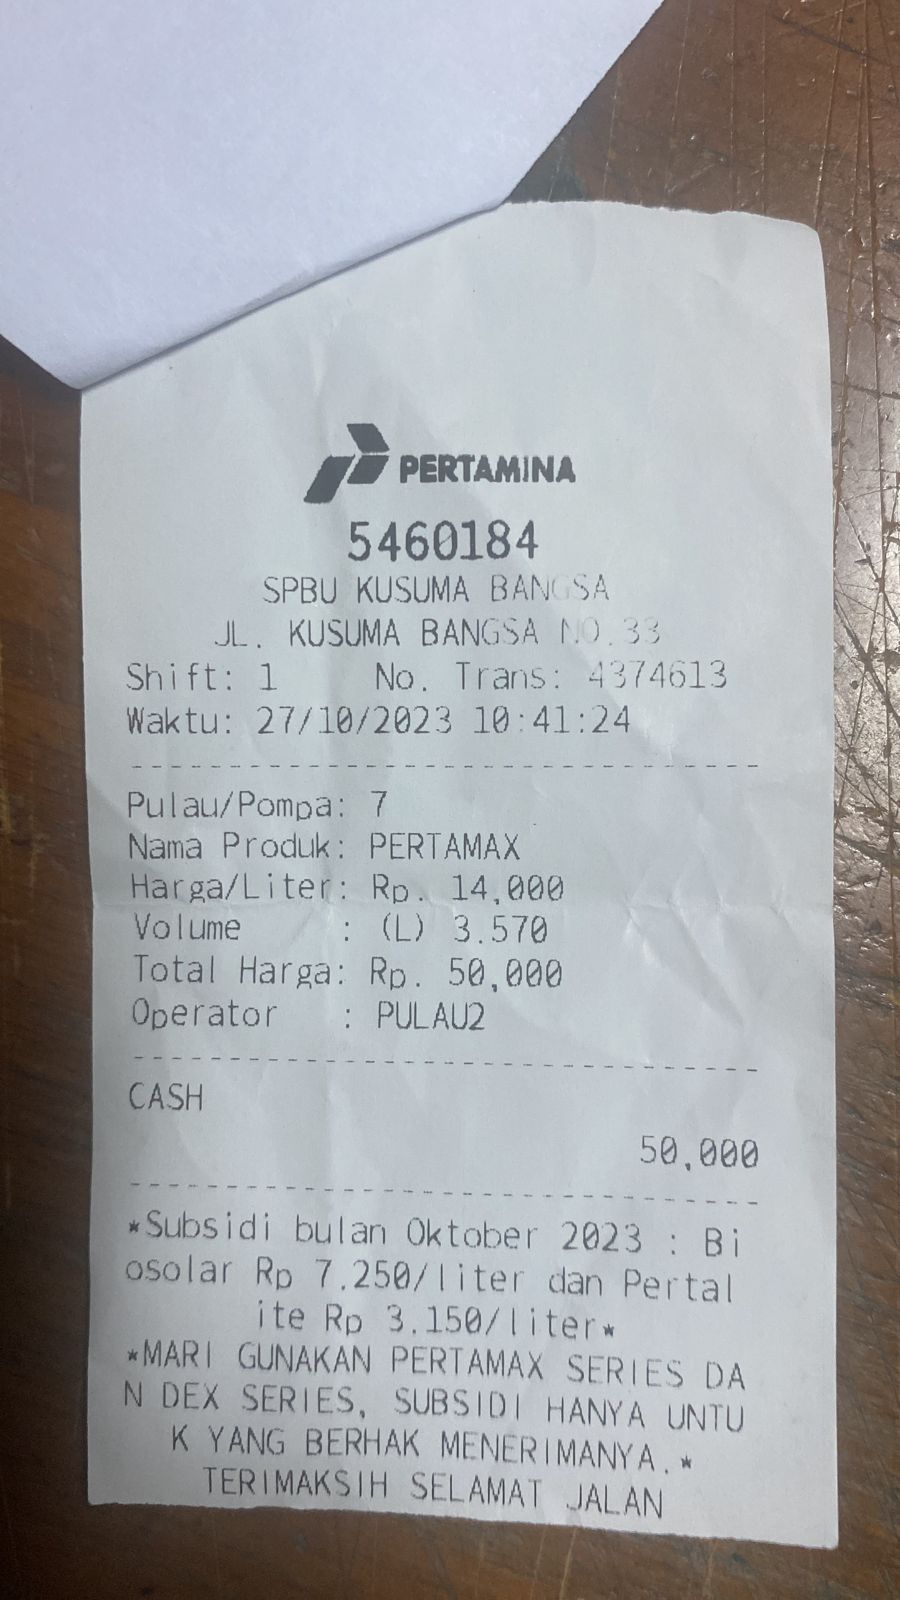 PERTAMINA
5460184
SPBU KUSUMA BANGSA
JL. KUSUMA BANGSA NO.33
Shift: 1 No. Trans: 4374613
Waktu: 27/10/2023 10:41:24
--------------------------------
Pulau/Pompa: 7
Nama Produk: PERTAMAX
Harga/Liter: Rp. 14,000
Volume : (L) 3.570
Total Harga: Rp. 50,000
Operator : PULAU2
--------------------------------
CASH
50,000
--------------------------------
*Subsidi bulan Oktober 2023 : Bi
osolar Rp 7.250/liter dan Pertal
ite Rp 3.150/liter*
*MARI GUNAKAN PERTAMAX SERIES DA
N DEX SERIES, SUBSIDI HANYA UNTU
K YANG BERHAK MENERIMANYA.*
TERIMAKSIH SELAMAT JALAN